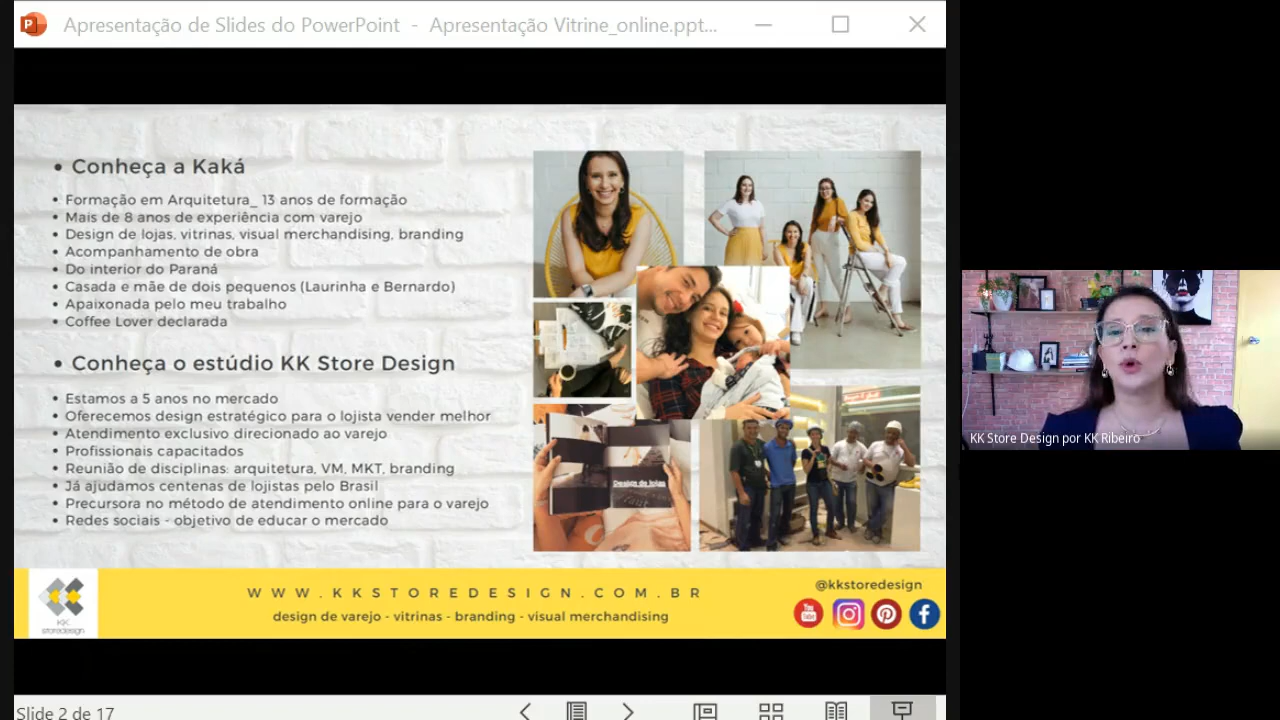 Apresentação de Slides do PowerPoint - Apresentação Vitrine_online.ppt...
• Conheça a Kaká
• Formação em Arquitetura_ 13 anos de formação
• Mais de 8 anos de experiência com varejo
• Design de lojas, vitrinas, visual merchandising, branding
• Acompanhamento de obra
• Do interior do Paraná
• Casada e mãe de dois pequenos (Laurinha e Bernardo)
• Apaixonada pelo meu trabalho
• Coffee Lover declarada
• Conheça o estúdio KK Store Design
• Estamos a 5 anos no mercado
• Oferecemos design estratégico para o lojista vender melhor
• Atendimento exclusivo direcionado ao varejo
• Profissionais capacitados
• Reunião de disciplinas: arquitetura, VM, MKT, branding
• Já ajudamos centenas de lojistas pelo Brasil
• Precursora no método de atendimento online para o varejo
• Redes sociais - objetivo de educar o mercado
Design de lojas
KK Store Design por KK Ribeiro
KK
storedesign
WWW.KKSTOREDESIGN.COM.BR
design de varejo - vitrinas - branding - visual merchandising
@kkstoredesign
You
Tube
Slide 2 de 17